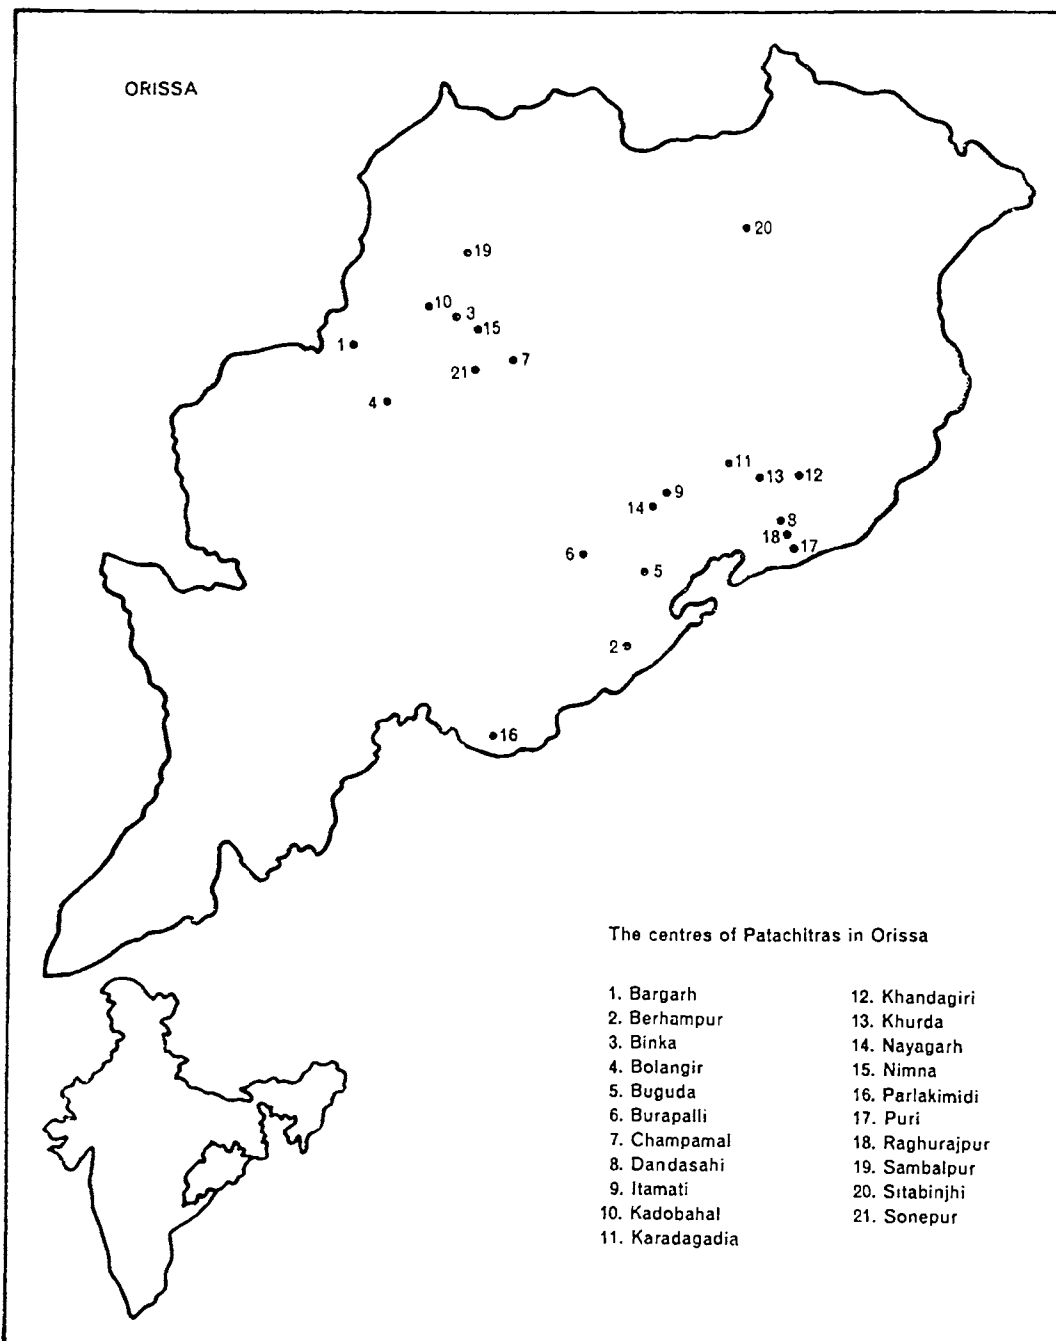 ORISSA
20
19
10
3
15
1
7
21
4
11
13
12
9
14
8
18
17
6
5
2
16
The centres of Patachitras in Orissa
1. Bargarh
2. Berhampur
3. Binka
4. Bolangir
5. Buguda
6. Burapalli
7. Champamal
8. Dandasahi
9. Itamati
10. Kadobahal
11. Karadagadia
12. Khandagiri
13. Khurda
14. Nayagarh
15. Nimna
16. Parlakimidi
17. Puri
18. Raghurajpur
19. Sambalpur
20. Sitabinjhi
21. Sonepur